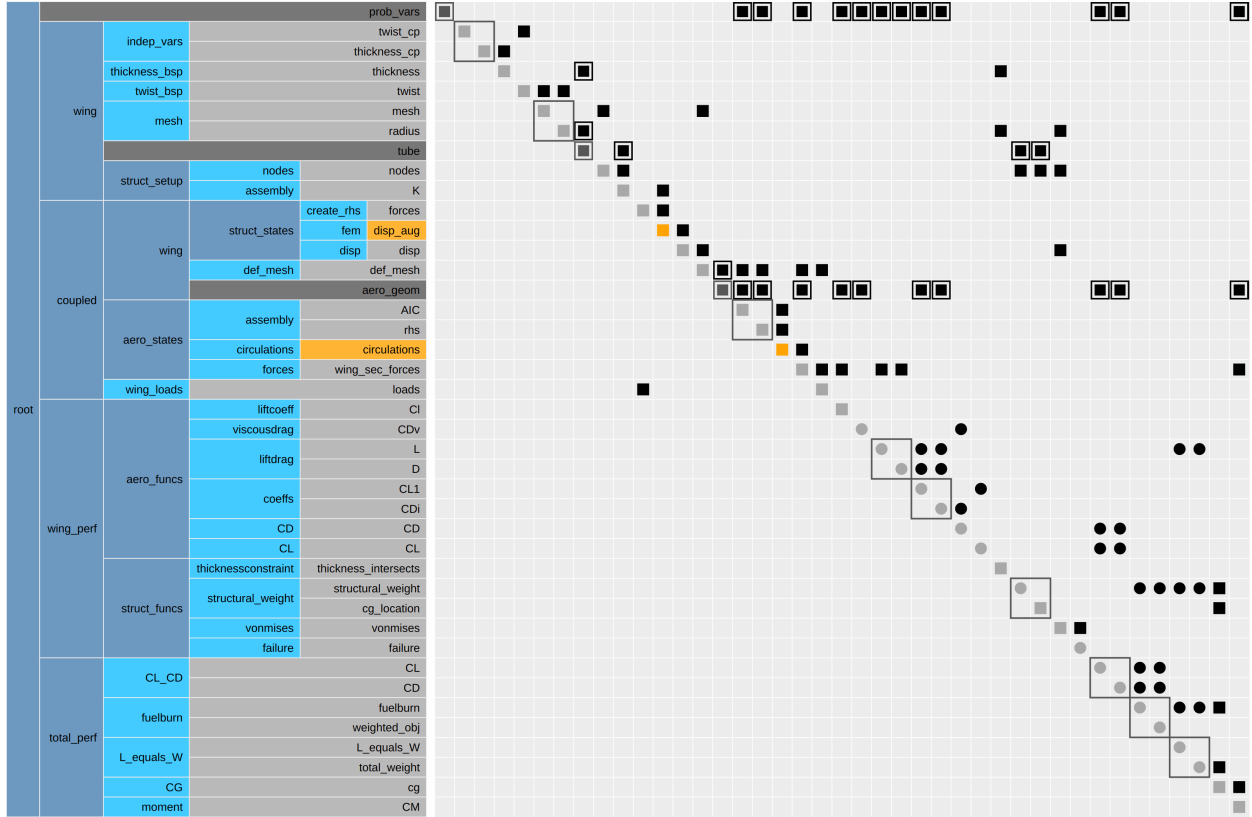 prob_vars
twist_cp
indep_vars
thickness_cp
thickness_bsp thickness
twist_bsp twist
wing
mesh
mesh
radius
tube
nodes nodes
struct_setup
assembly K
create_rhs forces
struct_states fem disp_aug
wing
disp disp
def_mesh def_mesh
aero_geom
coupled
AIC
assembly
rhs
aero_states
circulations circulations
forces wing_sec_forces
wing_loads loads
root
liftcoeff Cl
viscousdrag CDv
L
liftdrag
D
aero_funcs
CL1
coeffs
CDi
wing_perf
CD CD
CL CL
thicknessconstraint thickness_intersects
structural_weight
structural_weight
struct_funcs cg_location
vonmises vonmises
failure failure
CL
CL_CD
CD
fuelburn
fuelburn
weighted_obj
total_perf
L_equals_W
L_equals_W
total_weight
CG cg
moment CM